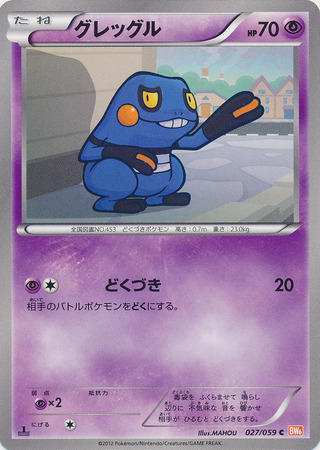 たね グレッグル HP70
全国図鑑NO.453 どくづきポケモン 高さ：0.7m 重さ：23.0kg
どくづき 20
相手のバトルポケモンをどくにする。
弱点 抵抗力
×2
にげる
毒袋を ふくらませて 鳴らし
辺りに 不気味な 音を 響かせ
相手が ひるむと どくづきを する。
1
Illus.MAHOU BW6 027/059 C
©2012 Pokémon/Nintendo/Creatures/GAME FREAK.